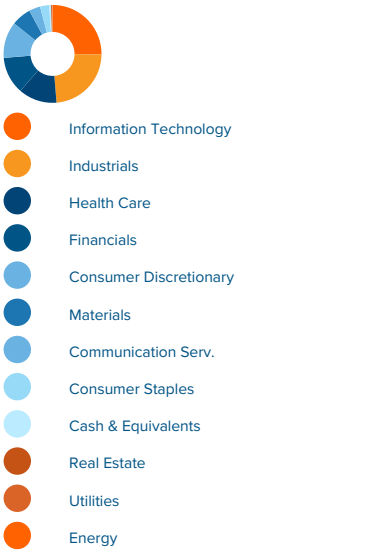 Information Technology
Industrials
Health Care
Financials
Consumer Discretionary
Materials
Communication Serv.
Consumer Staples
Cash & Equivalents
Real Estate
Utilities
Energy